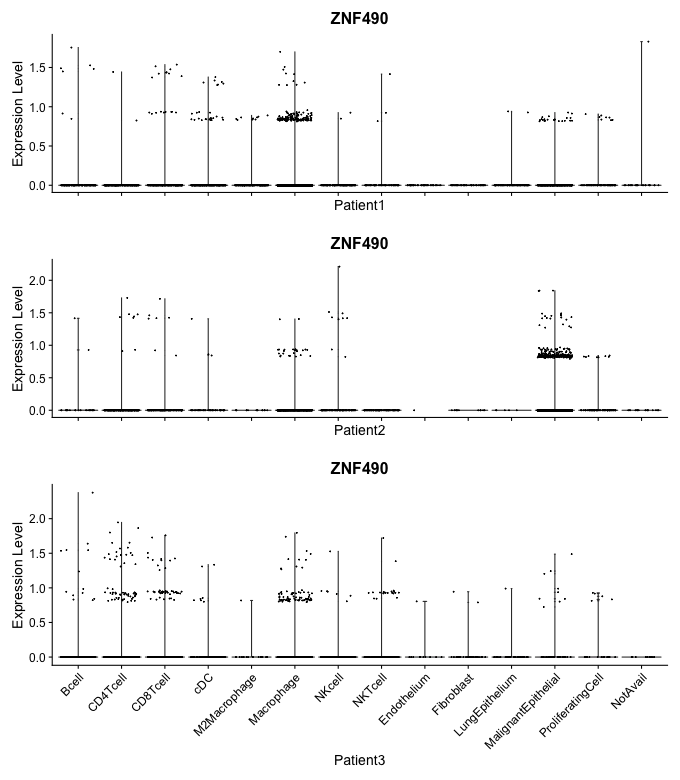 ZNF490
Expression Level
1.5
1.0
0.5
0.0
Patient1
ZNF490
Expression Level
2.0
1.5
1.0
0.5
0.0
Patient2
ZNF490
Expression Level
2.0
1.5
1.0
0.5
0.0
Bcell
CD4Tcell
CD8Tcell
cDC
M2Macrophage
Macrophage
NKcell
NKTcell
Endothelium
Fibroblast
LungEpithelium
MalignantEpithelial
ProliferatingCell
NotAvail
Patient3